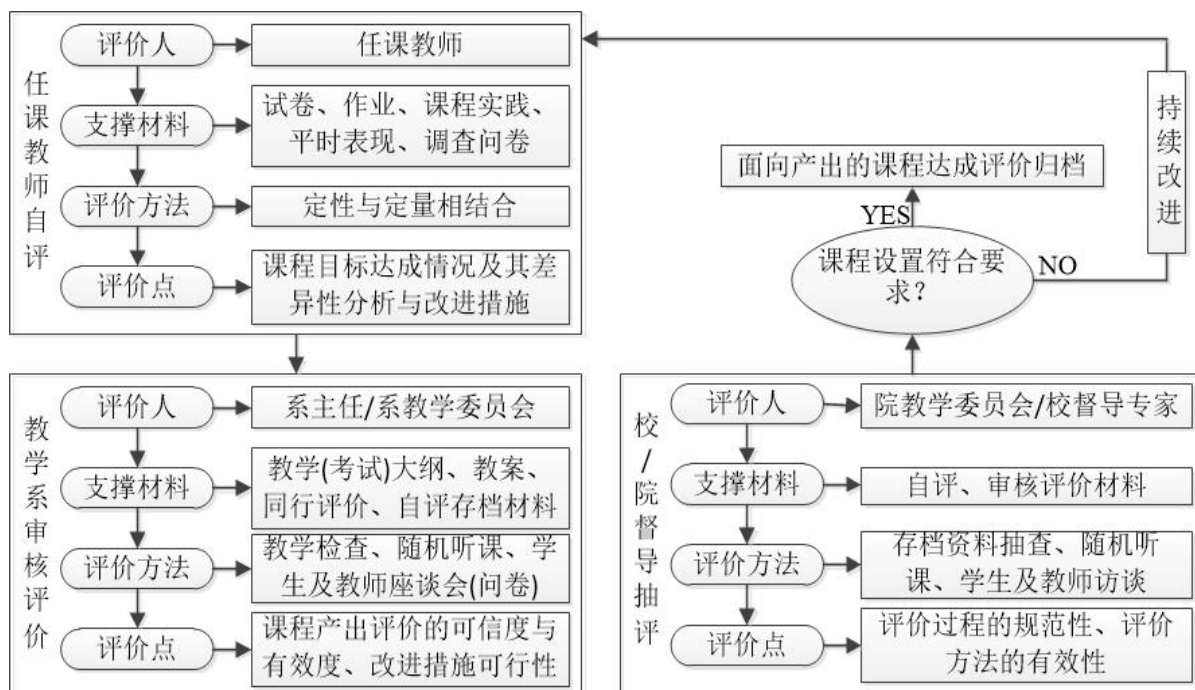 任课教师自评
评价人
任课教师
支撑材料
试卷、作业、课程实践、
平时表现、调查问卷
评价方法
定性与定量相结合
评价点
课程目标达成情况及其差
异性分析与改进措施
教学系审核评价
评价人
系主任/系教学委员会
支撑材料
教学(考试)大纲、教案、
同行评价、自评存档材料
评价方法
教学检查、随机听课、学
生及教师座谈会(问卷)
评价点
课程产出评价的可信度与
有效度、改进措施可行性
校/院督导抽评
评价人
院教学委员会/校督导专家
支撑材料
自评、审核评价材料
评价方法
存档资料抽查、随机听
课、学生及教师访谈
评价点
评价过程的规范性、评价
方法的有效性
课程设置符合要
求?
YES
面向产出的课程达成评价归档
NO
持续改进